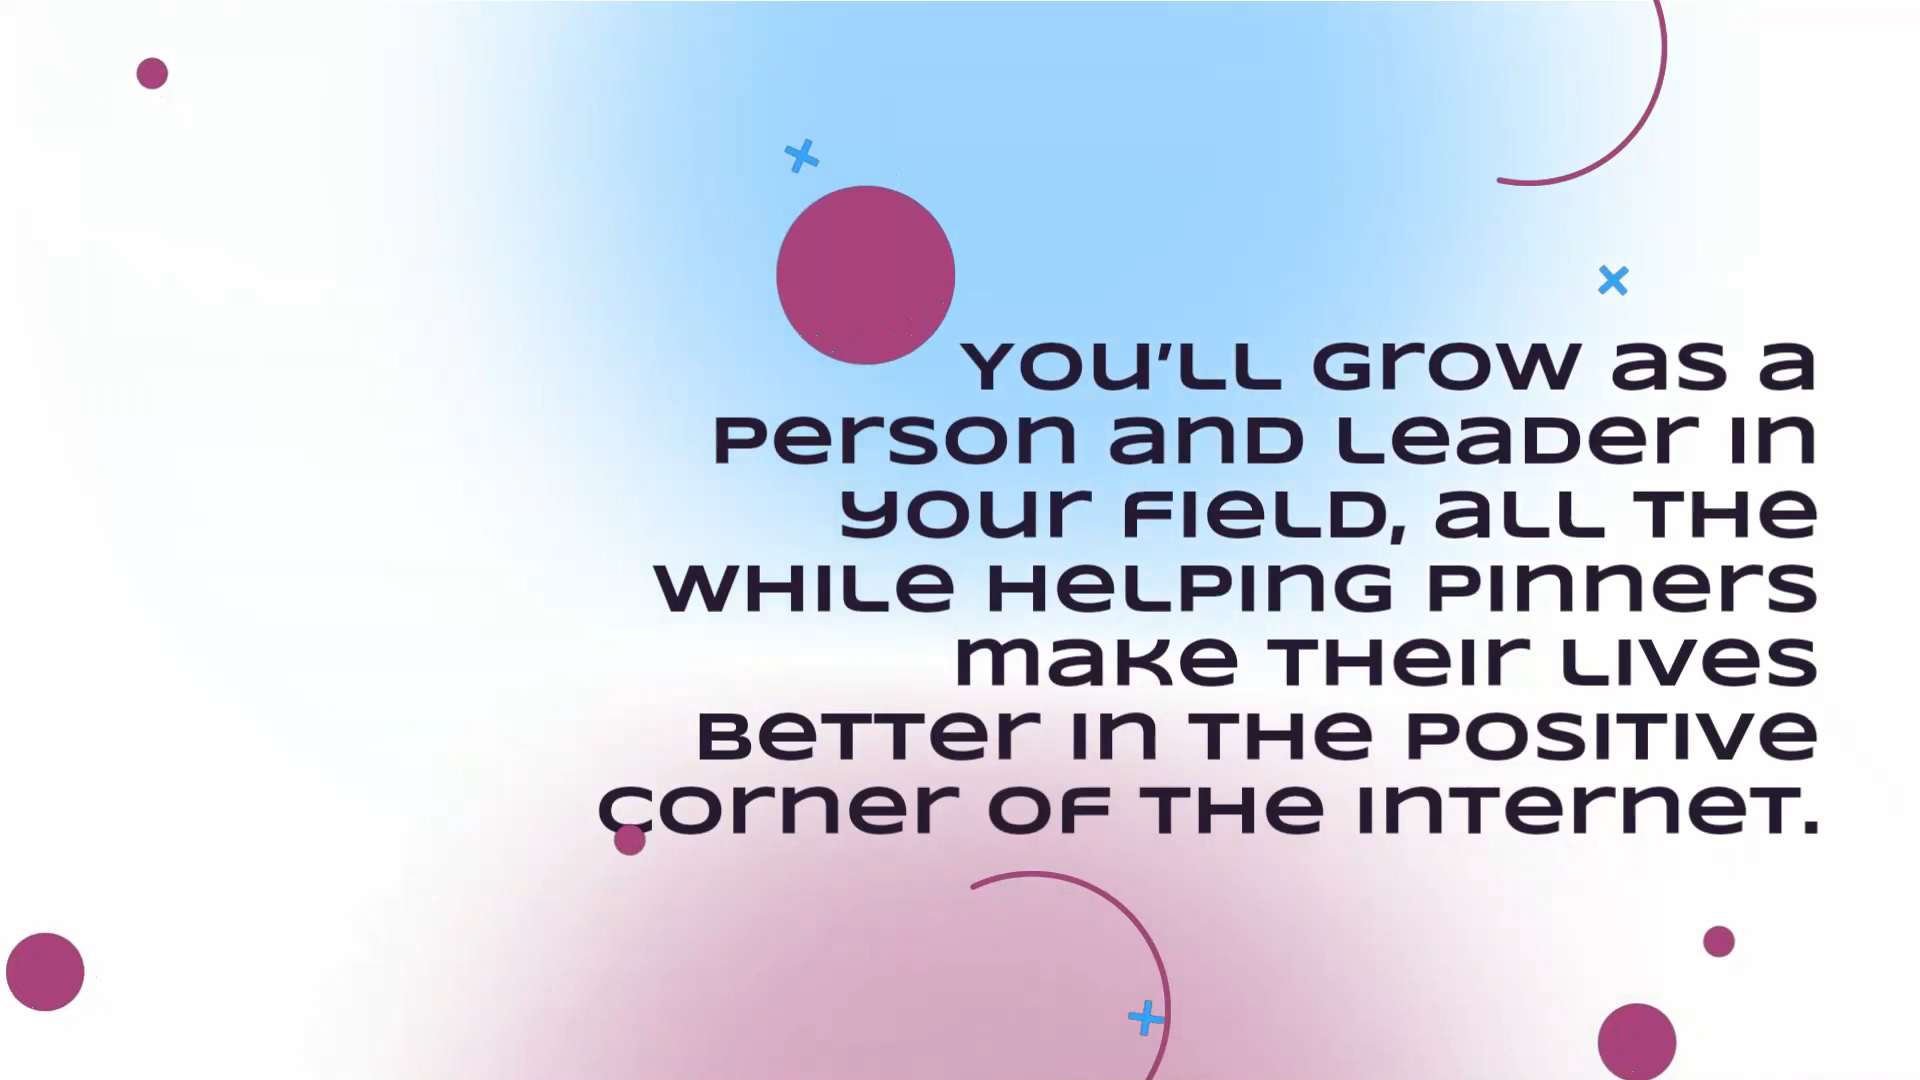 You'll grow as a
person and leader in
your field, all the
while helping Pinners
make their lives
better in the positive
corner of the internet.